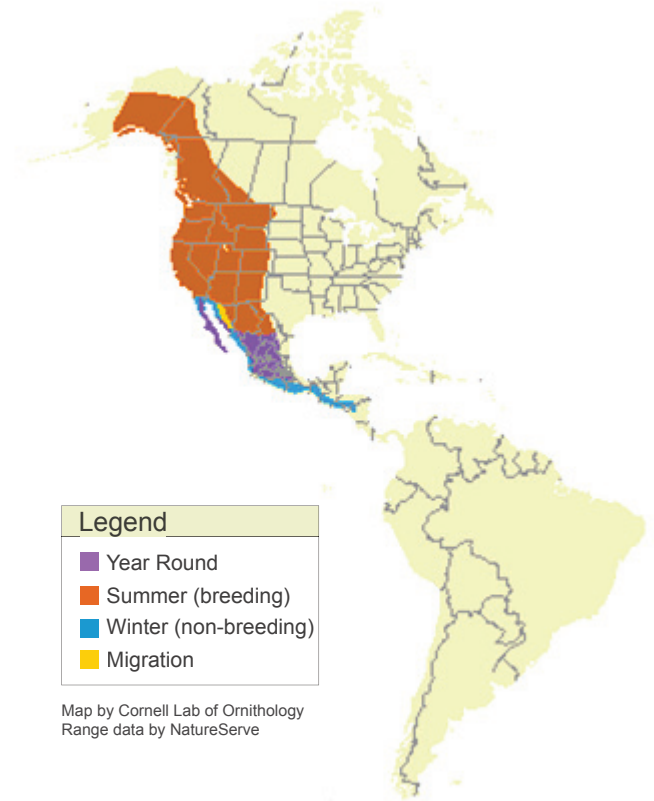 Legend
Year Round
Summer (breeding)
Winter (non-breeding)
Migration
Map by Cornell Lab of Ornithology
Range data by NatureServe